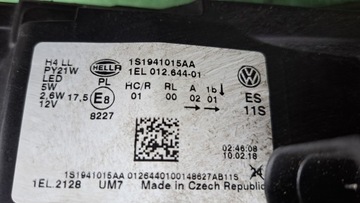 H4 LL
PY21W
LED
5W
2,6W 17,5
12V
HELLA
PL
E8
8227
1S1941015AA
1EL 012.644-01
HC/R RL A 1b
01 00 02 01
ES
11S
02:46:08
10.02.18
1S1941015AA 0126440100148627AB11S
1EL.2128 UM7 Made in Czech Republic